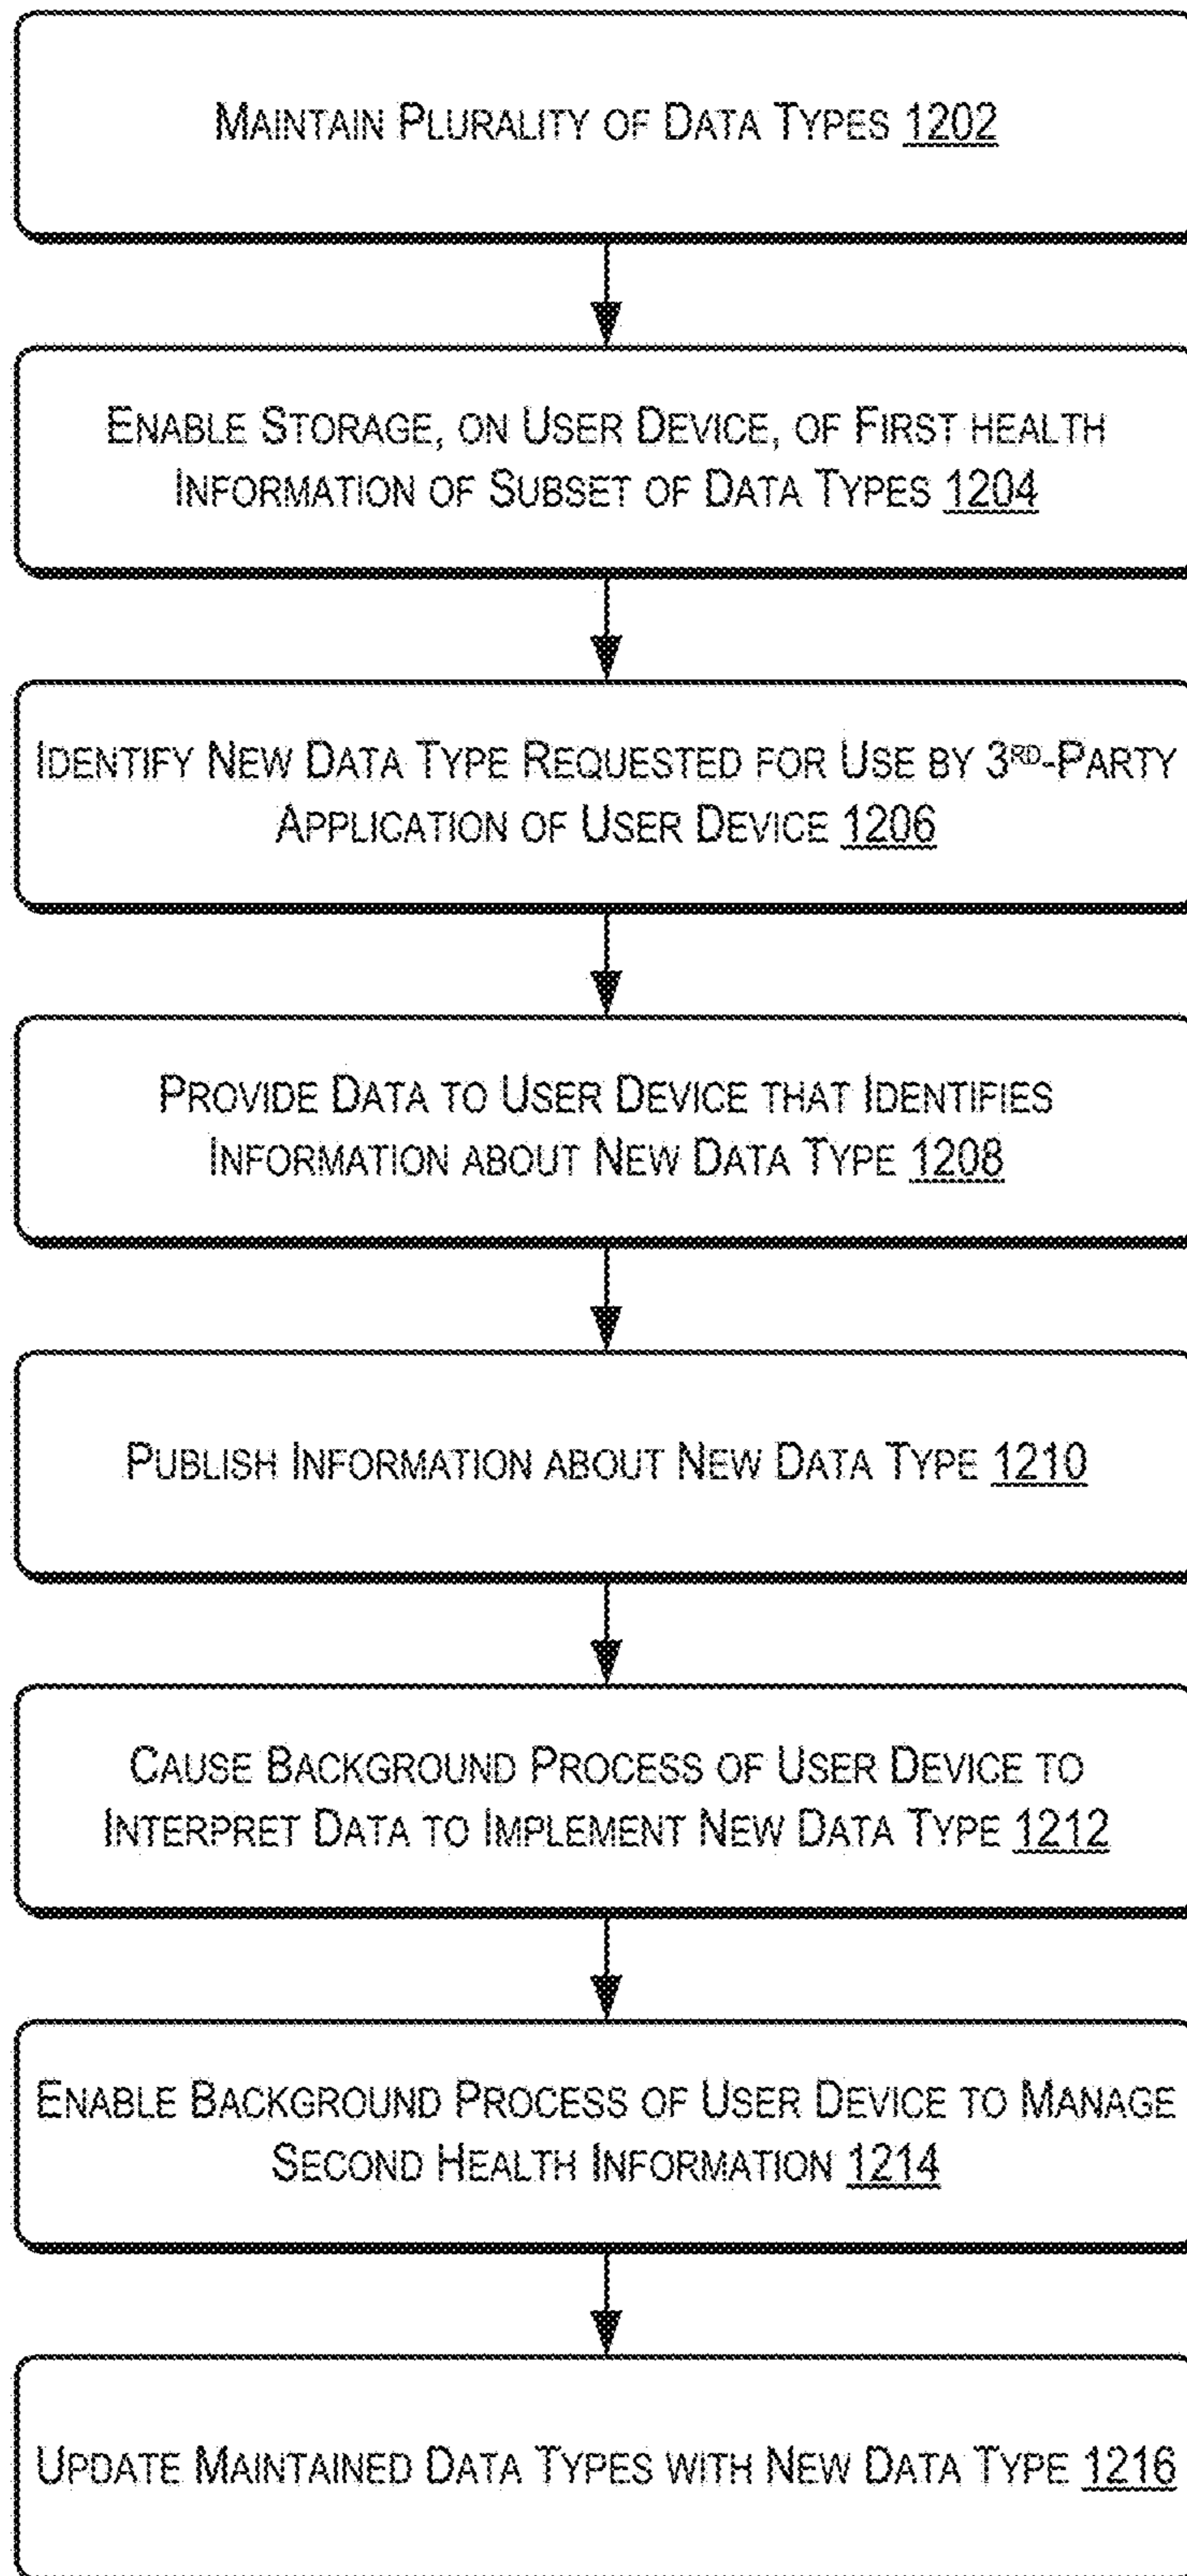 MAINTAIN PLURALITY OF DATA TYPES 1202
ENABLE STORAGE, ON USER DEVICE, OF FIRST HEALTH
INFORMATION OF SUBSET OF DATA TYPES 1204
IDENTIFY NEW DATA TYPE REQUESTED FOR USE BY 3RD-PARTY
APPLICATION OF USER DEVICE 1206
PROVIDE DATA TO USER DEVICE THAT IDENTIFIES
INFORMATION ABOUT NEW DATA TYPE 1208
PUBLISH INFORMATION ABOUT NEW DATA TYPE 1210
CAUSE BACKGROUND PROCESS OF USER DEVICE TO
INTERPRET DATA TO IMPLEMENT NEW DATA TYPE 1212
ENABLE BACKGROUND PROCESS OF USER DEVICE TO MANAGE
SECOND HEALTH INFORMATION 1214
UPDATE MAINTAINED DATA TYPES WITH NEW DATA TYPE 1216